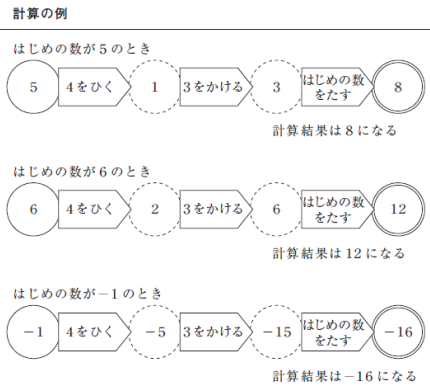 計算の例
はじめの数が5のとき
5 4をひく 1 3をかける 3 はじめの数をたす 8
計算結果は8になる
はじめの数が6のとき
6 4をひく 2 3をかける 6 はじめの数をたす 12
計算結果は12になる
はじめの数が−1のとき
−1 4をひく −5 3をかける −15 はじめの数をたす −16
計算結果は−16になる